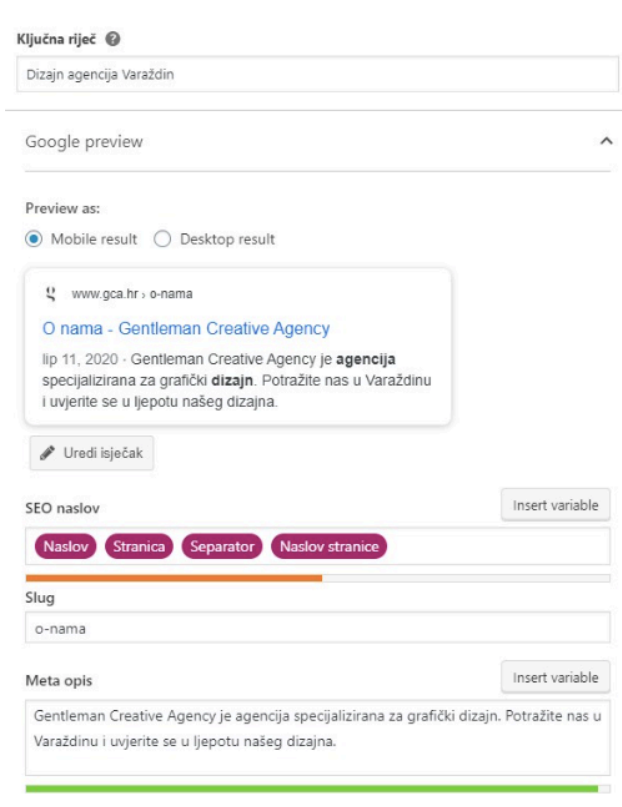 Ključna riječ
Dizajn agencija Varaždin
Google preview
Preview as:
Mobile result Desktop result
www.gca.hr › o-nama
O nama - Gentleman Creative Agency
lip 11, 2020 · Gentleman Creative Agency je agencija
specijalizirana za grafički dizajn. Potražite nas u Varaždinu
i uvjerite se u ljepotu našeg dizajna.
Uredi isječak
SEO naslov Insert variable
Naslov Stranica Separator Naslov stranice
Slug
o-nama
Meta opis Insert variable
Gentleman Creative Agency je agencija specijalizirana za grafički dizajn. Potražite nas u
Varaždinu i uvjerite se u ljepotu našeg dizajna.